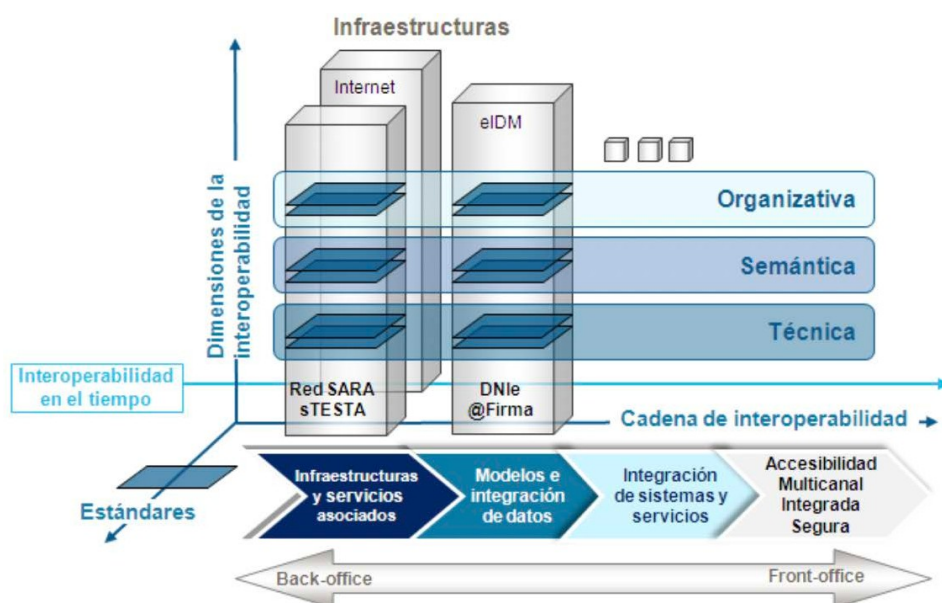 Infraestructuras
Internet
eIDM
Dimensiones de la
interoperabilidad
Organizativa
Semántica
Técnica
Interoperabilidad
en el tiempo
Red SARA
sTESTA
DNIe
@Firma
Cadena de interoperabilidad
Estándares
Infraestructuras
y servicios
asociados
Modelos e
integración
de datos
Integración
de sistemas y
servicios
Accesibilidad
Multicanal
Integrada
Segura
Back-office
Front-office